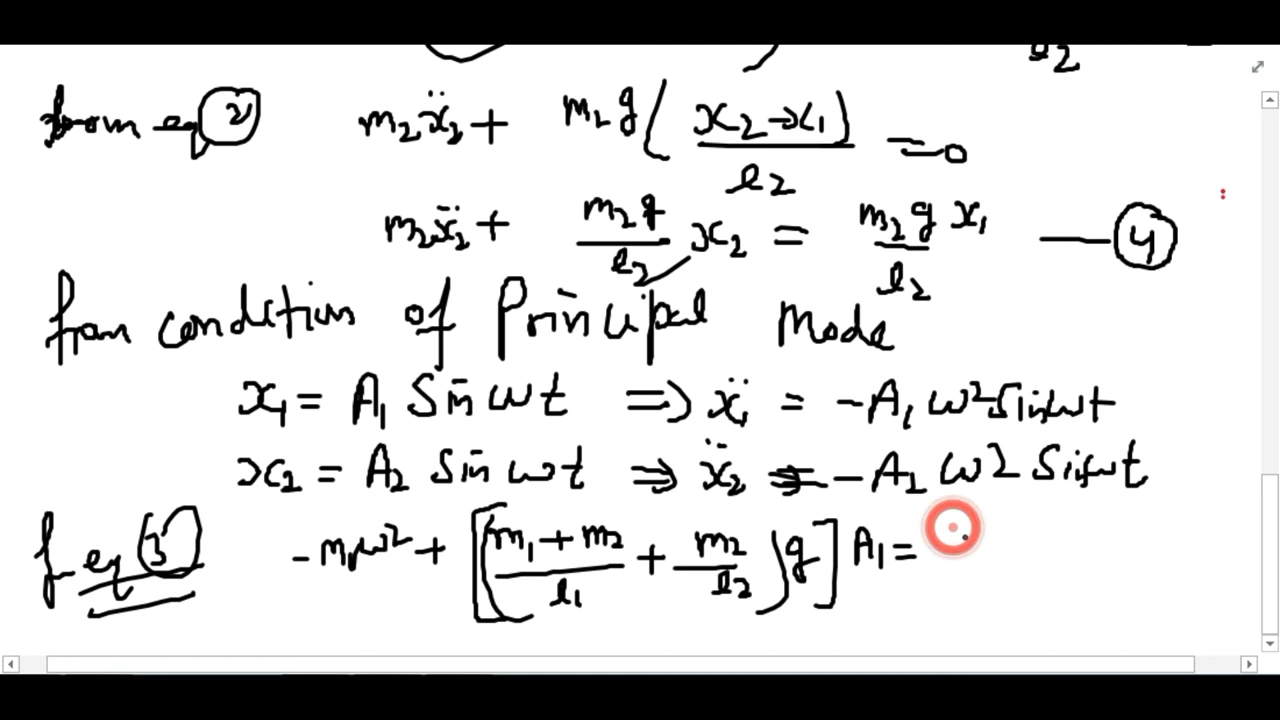 l2
from eq (2) m2ẍ2 + m2g(x2-x1)/l2 = 0
m2ẍ2 + m2g/l2 x2 = m2g x1/l2 — (4)
from condition of Principal Mode
x1 = A1 Sin ωt ⇒ ẍ1 = -A1 ω² Sin ωt
x2 = A2 Sin ωt ⇒ ẍ2 = -A2 ω² Sin ωt
f eq (3) - m1ω² + [((m1+m2)/l1 + m2/l2)g] A1 =